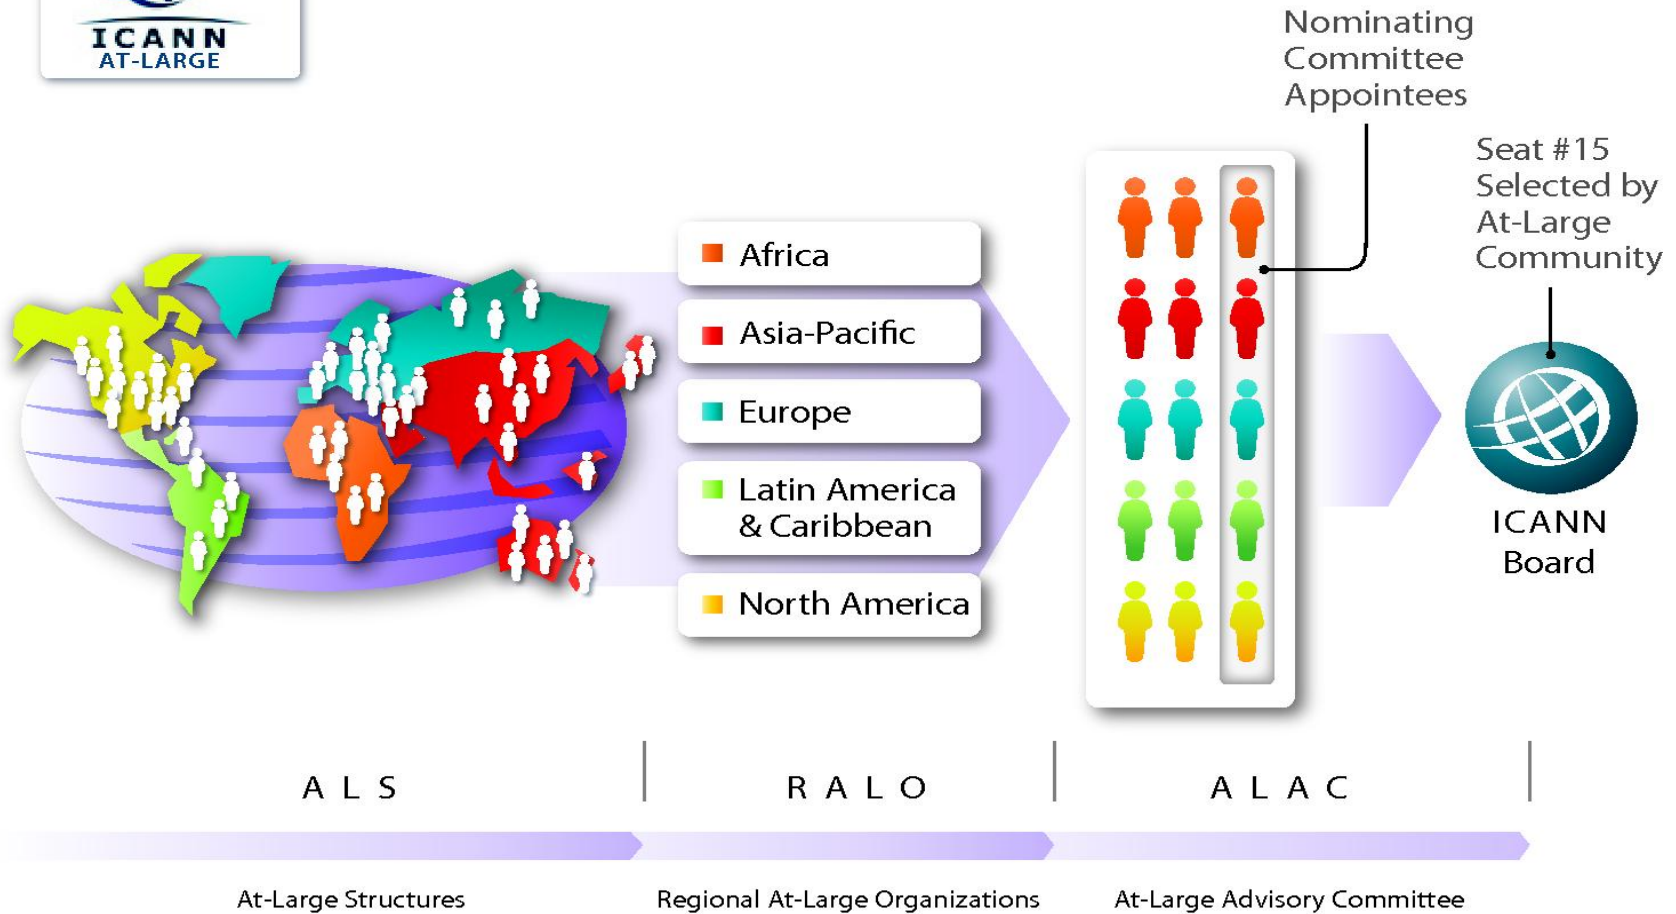 ICANN
AT-LARGE
Nominating
Committee
Appointees
Seat #15
Selected by
At-Large
Community
Africa
Asia-Pacific
Europe
Latin America
& Caribbean
North America
ICANN
Board
A L S
R A L O
A L A C
At-Large Structures
Regional At-Large Organizations
At-Large Advisory Committee